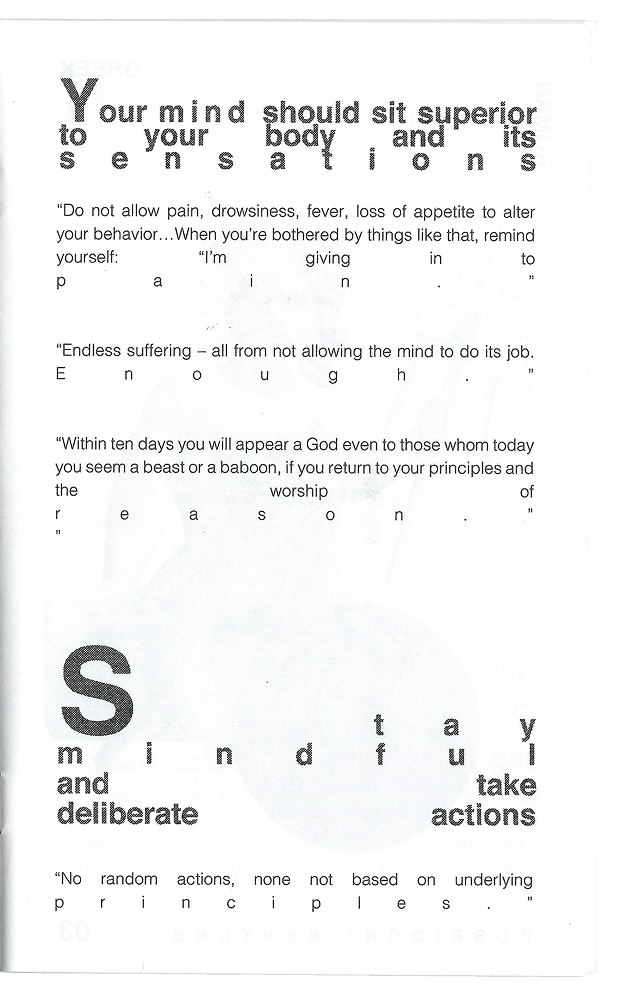 Your mind should sit superior
to your body and its
sensations
“Do not allow pain, drowsiness, fever, loss of appetite to alter
your behavior…When you’re bothered by things like that, remind
yourself: “I’m giving in to
pain.”
“Endless suffering – all from not allowing the mind to do its job.
Enough.”
“Within ten days you will appear a God even to those whom today
you seem a beast or a baboon, if you return to your principles and
the worship of
reason.”
”
Stay
mindful
and take
deliberate actions
“No random actions, none not based on underlying
principles.”
GREEK
POSEIDON:NEPTUNE 03